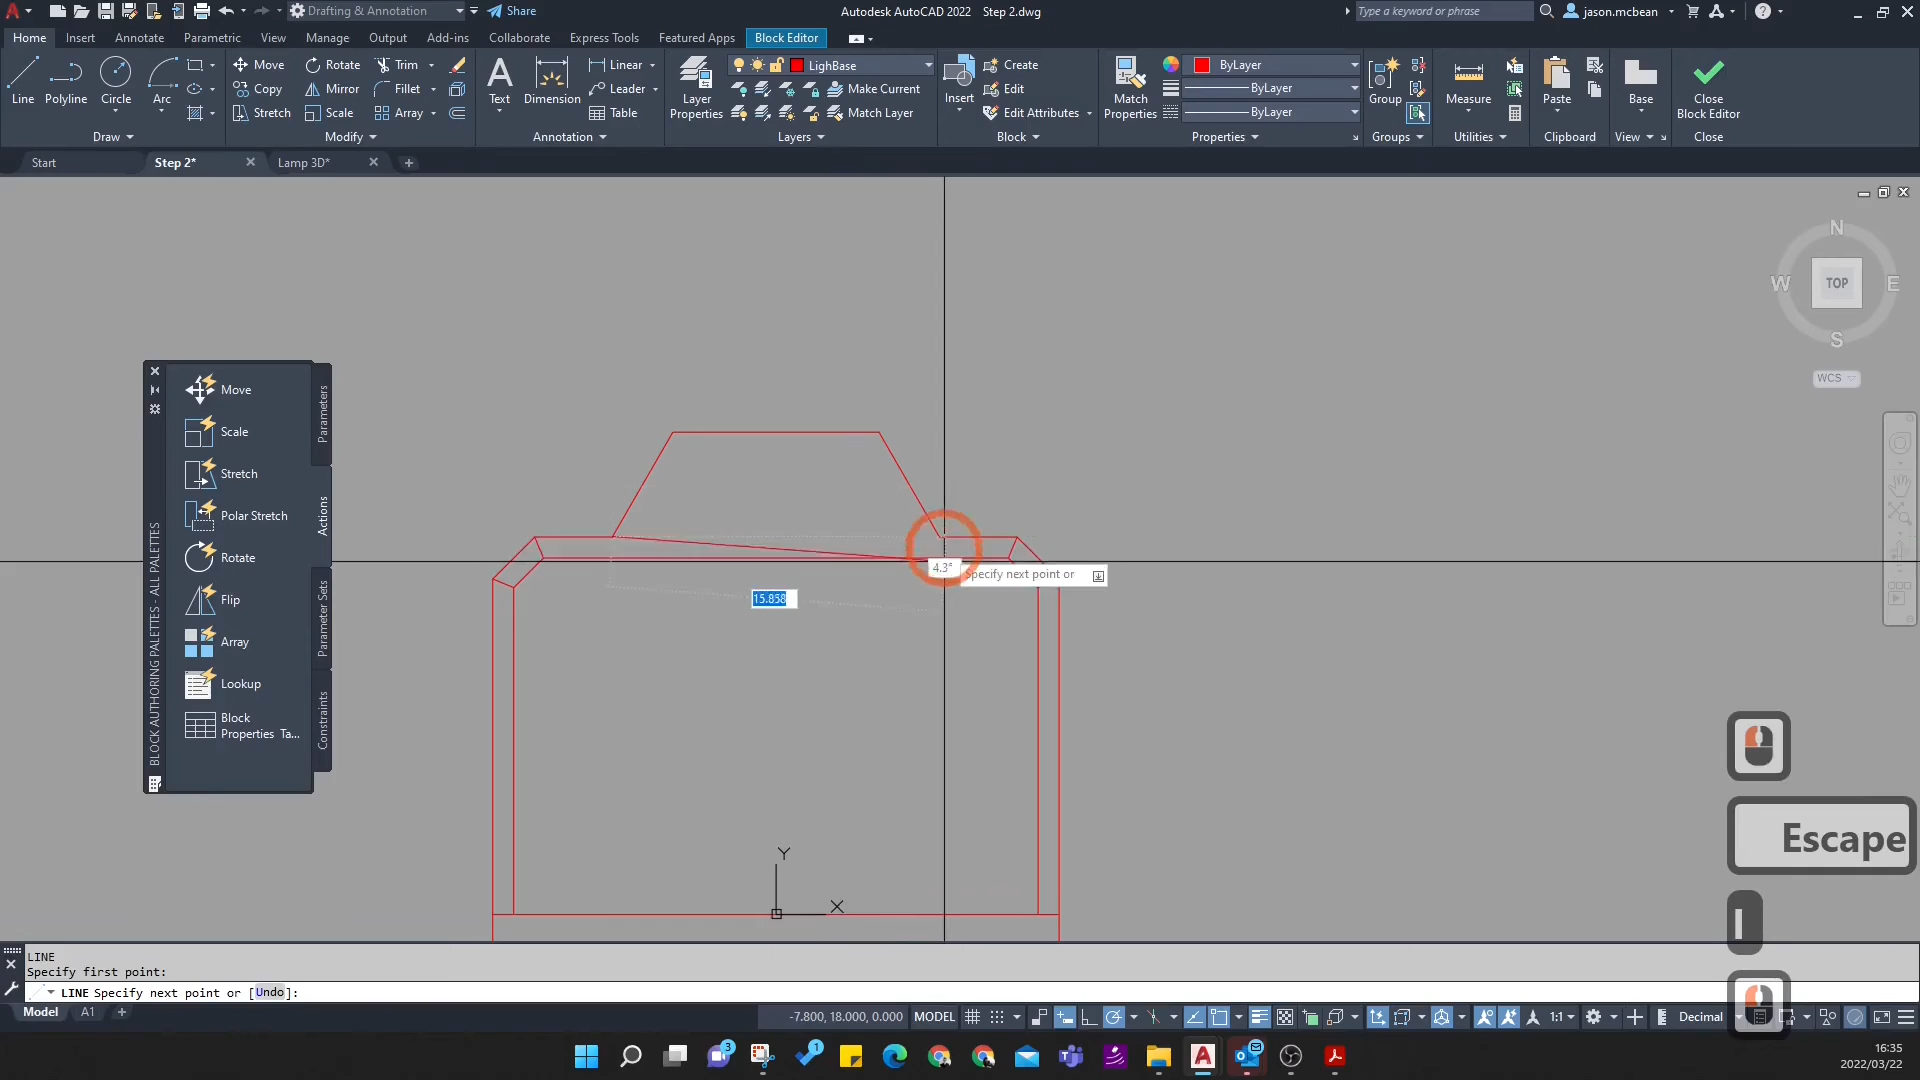 Drafting & Annotation
Share
Autodesk AutoCAD 2022 Step 2.dwg
Type a keyword or phrase
jason.mcbean
Home Insert Annotate Parametric View Manage Output Add-ins Collaborate Express Tools Featured Apps Block Editor
Line
Polyline
Circle
Arc
Move
Rotate
Trim
Copy
Mirror
Fillet
Stretch
Scale
Array
Text
Dimension
Linear
Leader
Table
Layer
Properties
LighBase
Make Current
Match Layer
Insert
Create
Edit
Edit Attributes
Match
Properties
ByLayer
ByLayer
ByLayer
Group
Measure
Paste
Base
Close
Block Editor
Draw Modify Annotation Layers Block Properties Groups Utilities Clipboard View Close
Start Step 2* Lamp 3D*
N
W TOP E
S
WCS
BLOCK AUTHORING PALETTES - ALL PALETTES
Move
Scale
Stretch
Polar Stretch
Rotate
Flip
Array
Lookup
Block
Properties Ta...
Parameters
Actions
Parameter Sets
Constraints
4.3°
Specify next point or
15.858
Y
X
Escape
l
LINE
Specify first point:
LINE Specify next point or [Undo]:
Model A1
-7.800, 18.000, 0.000 MODEL
1:1
Decimal
3
1
16:35
2022/03/22